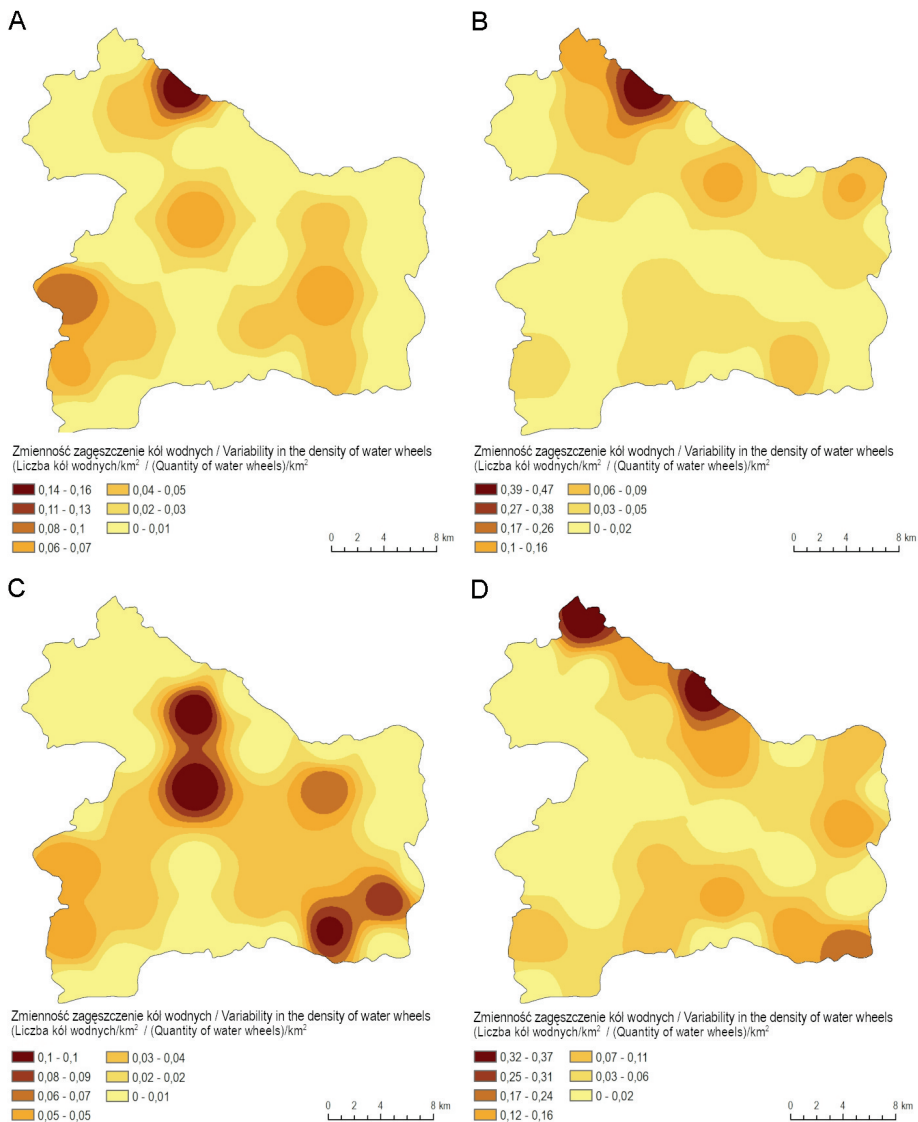 A
B
Zmienność zagęszczenie kół wodnych / Variability in the density of water wheels
(Liczba kół wodnych/km² / (Quantity of water wheels)/km²
0,14 - 0,16
0,11 - 0,13
0,08 - 0,1
0,06 - 0,07
0,04 - 0,05
0,02 - 0,03
0 - 0,01
0 2 4 8 km
Zmienność zagęszczenie kół wodnych / Variability in the density of water wheels
(Liczba kół wodnych/km² / (Quantity of water wheels)/km²
0,39 - 0,47
0,27 - 0,38
0,17 - 0,26
0,1 - 0,16
0,06 - 0,09
0,03 - 0,05
0 - 0,02
0 2 4 8 km
C
D
Zmienność zagęszczenie kół wodnych / Variability in the density of water wheels
(Liczba kół wodnych/km² / (Quantity of water wheels)/km²
0,1 - 0,1
0,08 - 0,09
0,06 - 0,07
0,05 - 0,05
0,03 - 0,04
0,02 - 0,02
0 - 0,01
0 2 4 8 km
Zmienność zagęszczenie kół wodnych / Variability in the density of water wheels
(Liczba kół wodnych/km² / (Quantity of water wheels)/km²
0,32 - 0,37
0,25 - 0,31
0,17 - 0,24
0,12 - 0,16
0,07 - 0,11
0,03 - 0,06
0 - 0,02
0 2 4 8 km